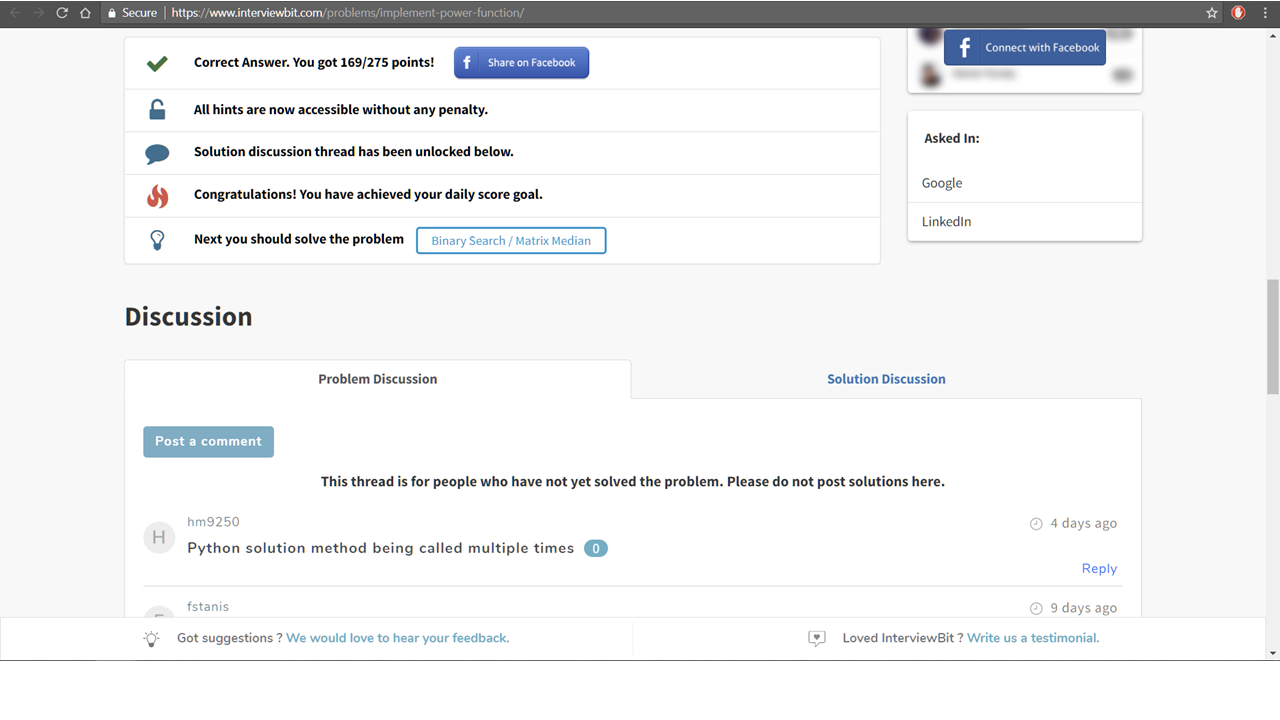 Secure
https://www.interviewbit.com/problems/implement-power-function/
Correct Answer. You got 169/275 points!
f Share on Facebook
All hints are now accessible without any penalty.
Solution discussion thread has been unlocked below.
Congratulations! You have achieved your daily score goal.
Next you should solve the problem
Binary Search / Matrix Median
f Connect with Facebook
Asked In:
Google
LinkedIn
Discussion
Problem Discussion
Solution Discussion
Post a comment
This thread is for people who have not yet solved the problem. Please do not post solutions here.
H
hm9250
4 days ago
Python solution method being called multiple times 0
Reply
fstanis
9 days ago
Got suggestions ? We would love to hear your feedback.
Loved InterviewBit ? Write us a testimonial.